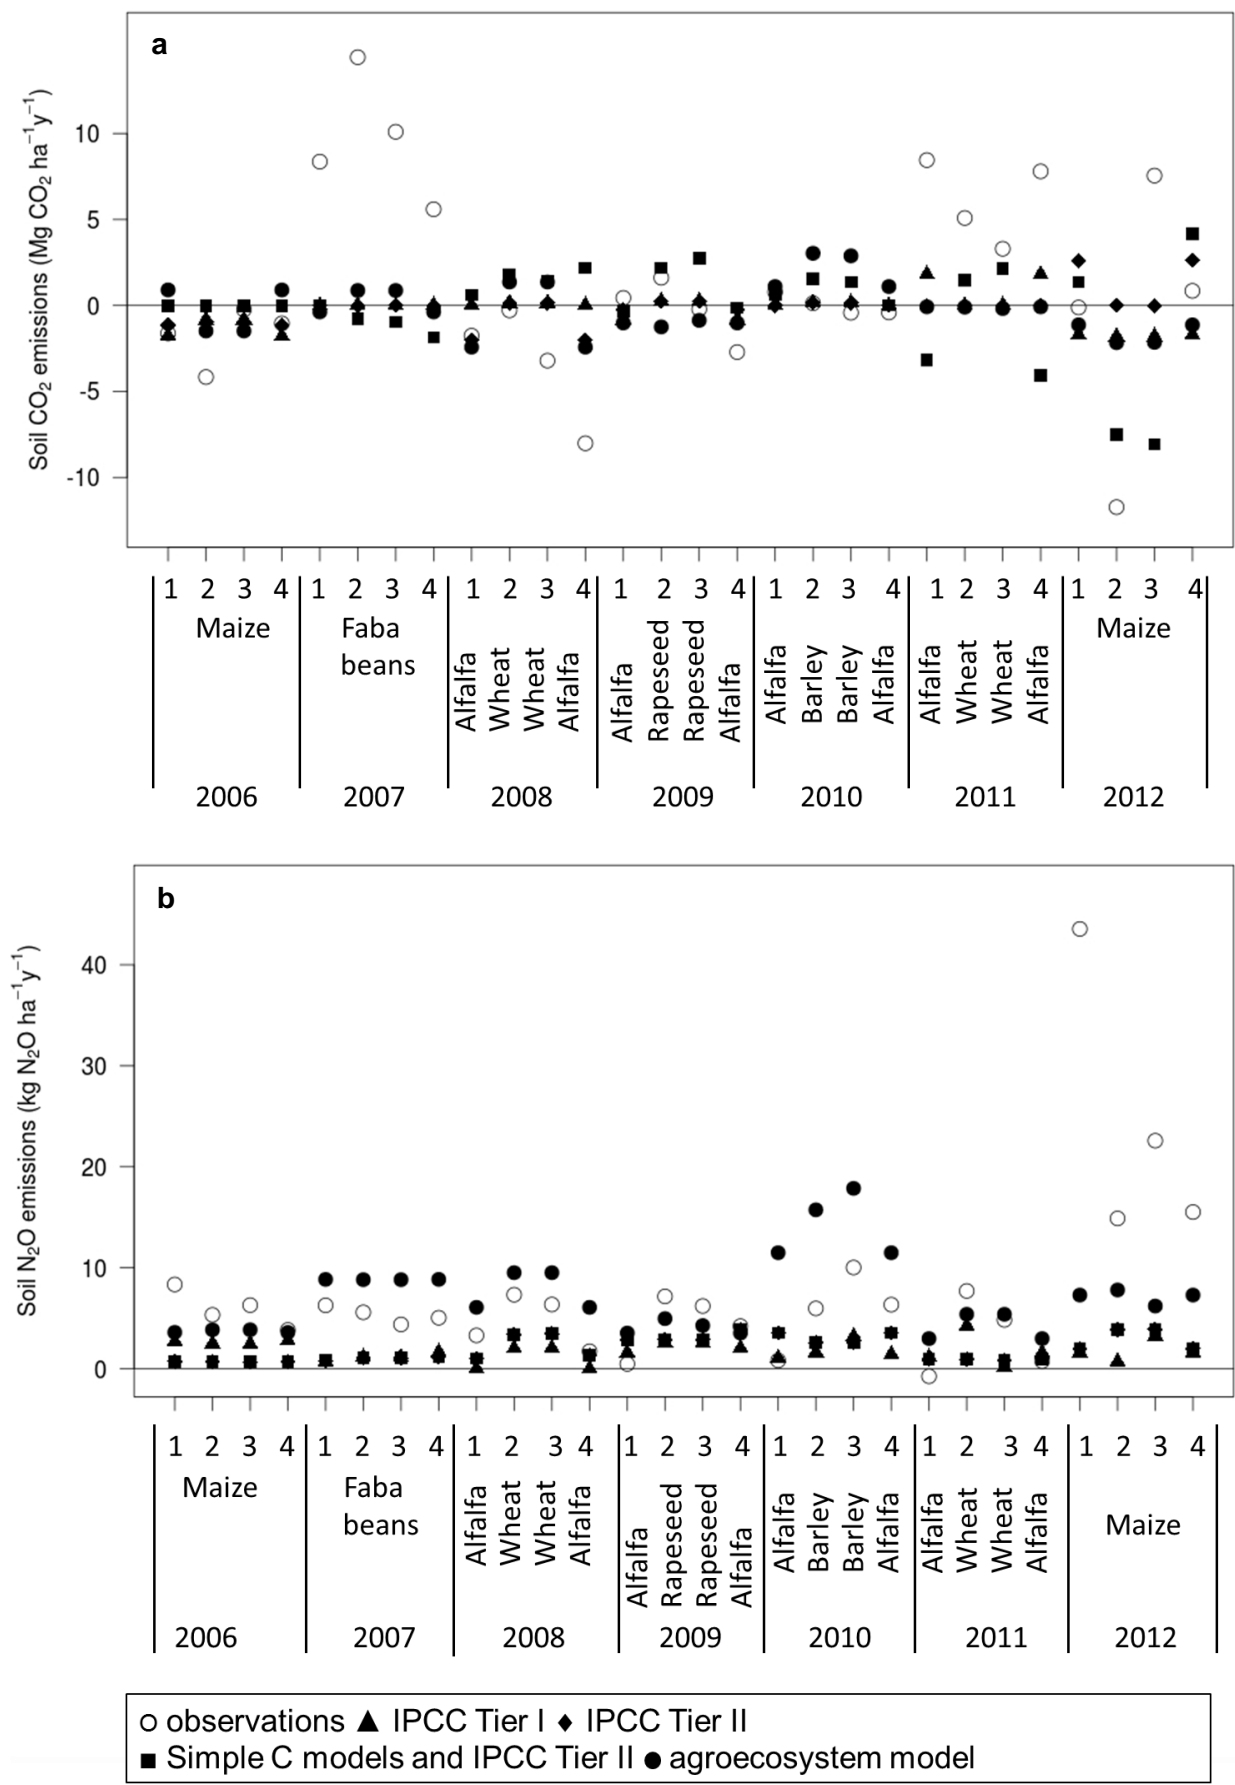 a
Soil CO₂ emissions (Mg CO₂ ha⁻¹y⁻¹)
10
5
0
-5
-10
1 2 3 4 1 2 3 4 1 2 3 4 1 2 3 4 1 2 3 4 1 2 3 4 1 2 3 4
Maize
Faba
beans
Alfalfa
Wheat
Wheat
Alfalfa
Alfalfa
Rapeseed
Rapeseed
Alfalfa
Alfalfa
Barley
Barley
Alfalfa
Alfalfa
Wheat
Wheat
Alfalfa
Maize
2006 2007 2008 2009 2010 2011 2012
b
Soil N₂O emissions (kg N₂O ha⁻¹y⁻¹)
40
30
20
10
0
1 2 3 4 1 2 3 4 1 2 3 4 1 2 3 4 1 2 3 4 1 2 3 4 1 2 3 4
Maize
Faba
beans
Alfalfa
Wheat
Wheat
Alfalfa
Alfalfa
Rapeseed
Rapeseed
Alfalfa
Alfalfa
Barley
Barley
Alfalfa
Alfalfa
Wheat
Wheat
Alfalfa
Maize
2006 2007 2008 2009 2010 2011 2012
observations IPCC Tier I IPCC Tier II
Simple C models and IPCC Tier II agroecosystem model